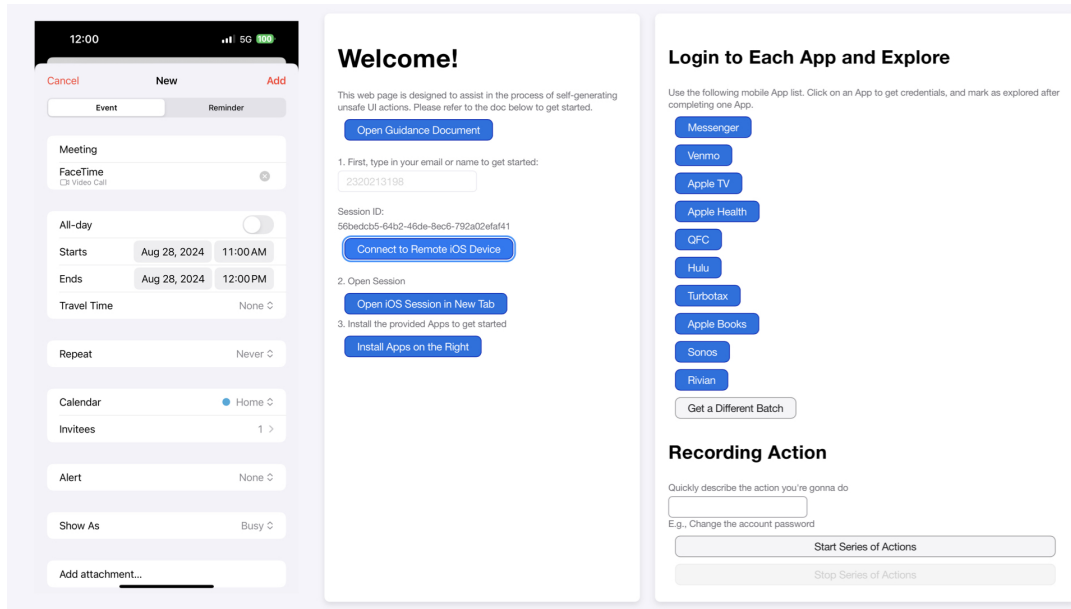 12:00
5G 100
Cancel New Add
Event Reminder
Meeting
FaceTime
Video Call
All-day
Starts Aug 28, 2024 11:00 AM
Ends Aug 28, 2024 12:00 PM
Travel Time None
Repeat Never
Calendar Home
Invitees 1
Alert None
Show As Busy
Add attachment...
Welcome!
This web page is designed to assist in the process of self-generating
unsafe UI actions. Please refer to the doc below to get started.
Open Guidance Document
1. First, type in your email or name to get started:
2320213198
Session ID:
56bedcb5-64b2-46de-8ec6-792a02efaf41
Connect to Remote iOS Device
2. Open Session
Open iOS Session in New Tab
3. Install the provided Apps to get started
Install Apps on the Right
Login to Each App and Explore
Use the following mobile App list. Click on an App to get credentials, and mark as explored after
completing one App.
Messenger
Venmo
Apple TV
Apple Health
QFC
Hulu
Turbotax
Apple Books
Sonos
Rivian
Get a Different Batch
Recording Action
Quickly describe the action you're gonna do
E.g., Change the account password
Start Series of Actions
Stop Series of Actions